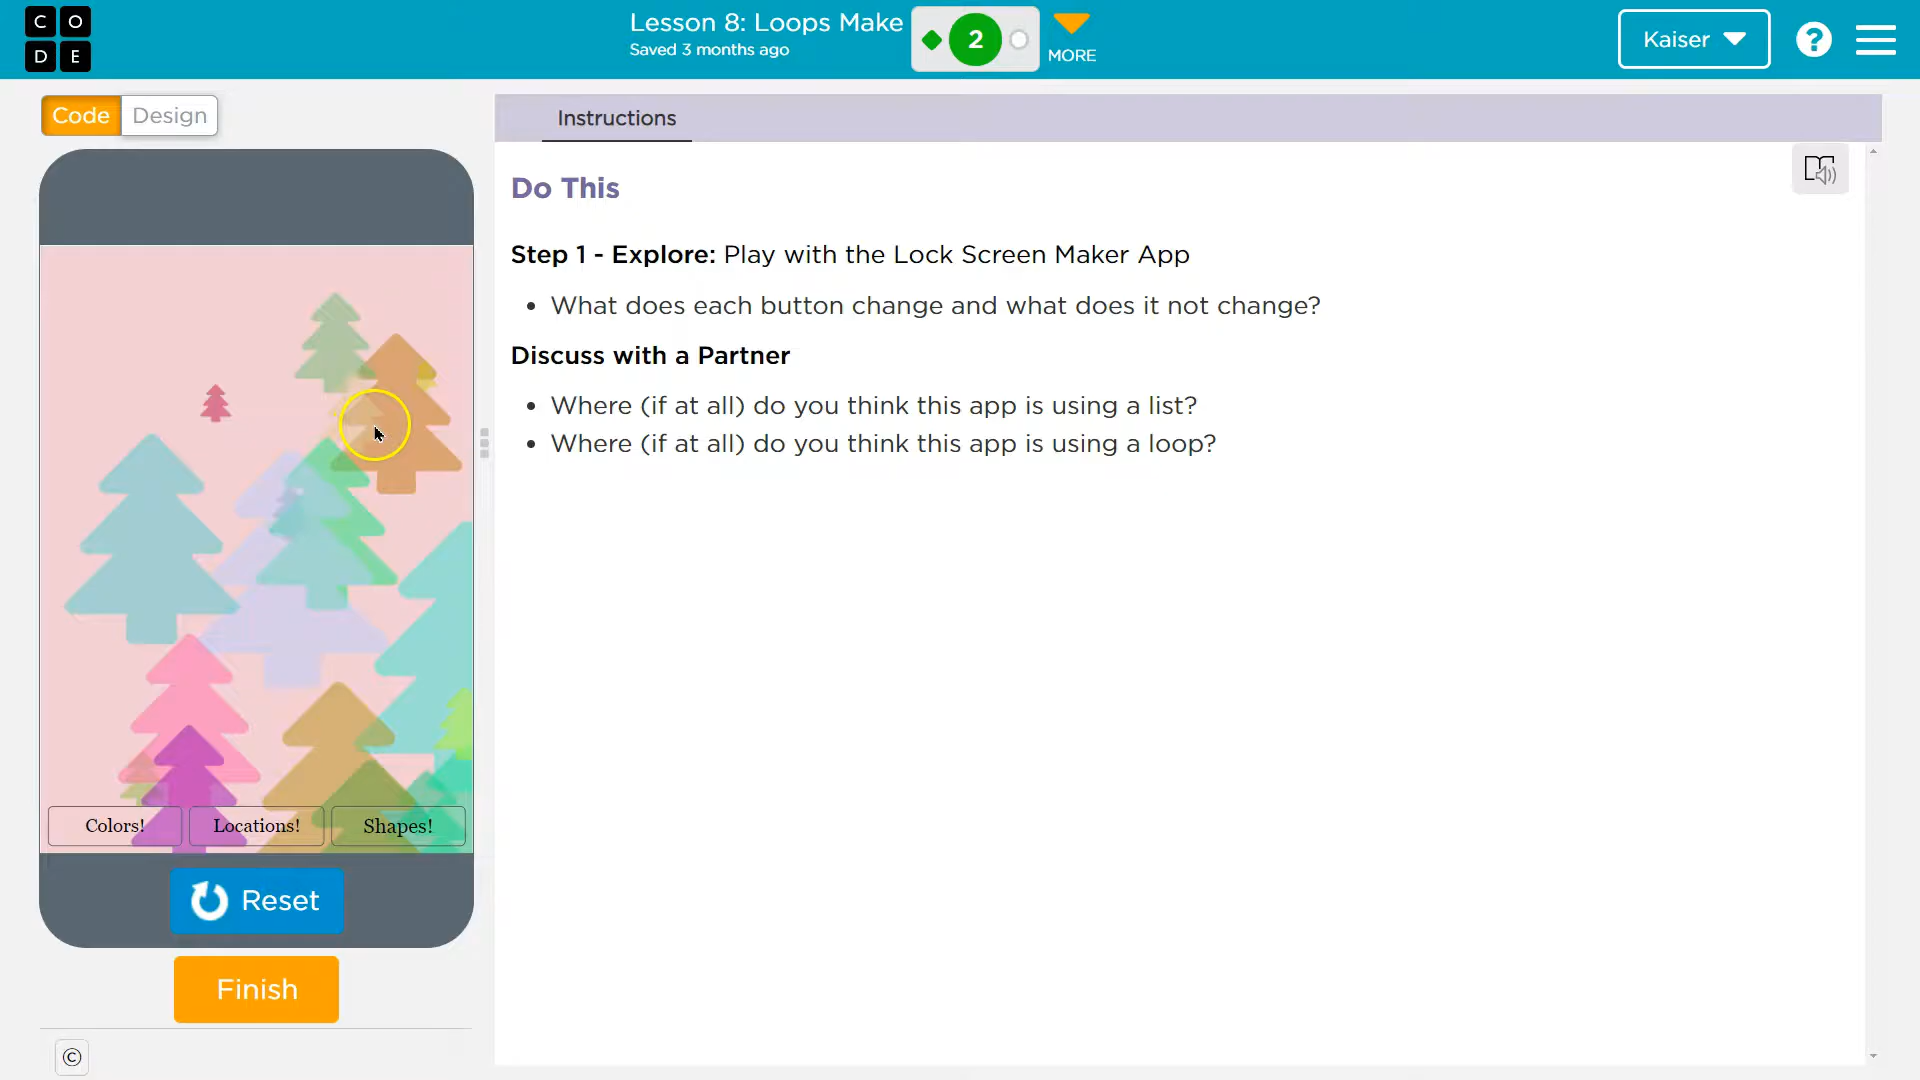 C O
D E
Lesson 8: Loops Make
Saved 3 months ago
2
MORE
Kaiser
?
Code
Design
Instructions
Do This
Step 1 - Explore: Play with the Lock Screen Maker App
• What does each button change and what does it not change?
Discuss with a Partner
• Where (if at all) do you think this app is using a list?
• Where (if at all) do you think this app is using a loop?
Colors!
Locations!
Shapes!
Reset
Finish
©